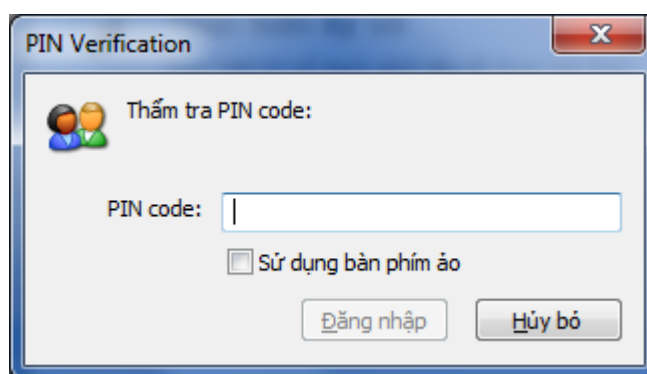 PIN Verification
Thẩm tra PIN code:
PIN code:
Sử dụng bàn phím ảo
Đăng nhập
Hủy bỏ